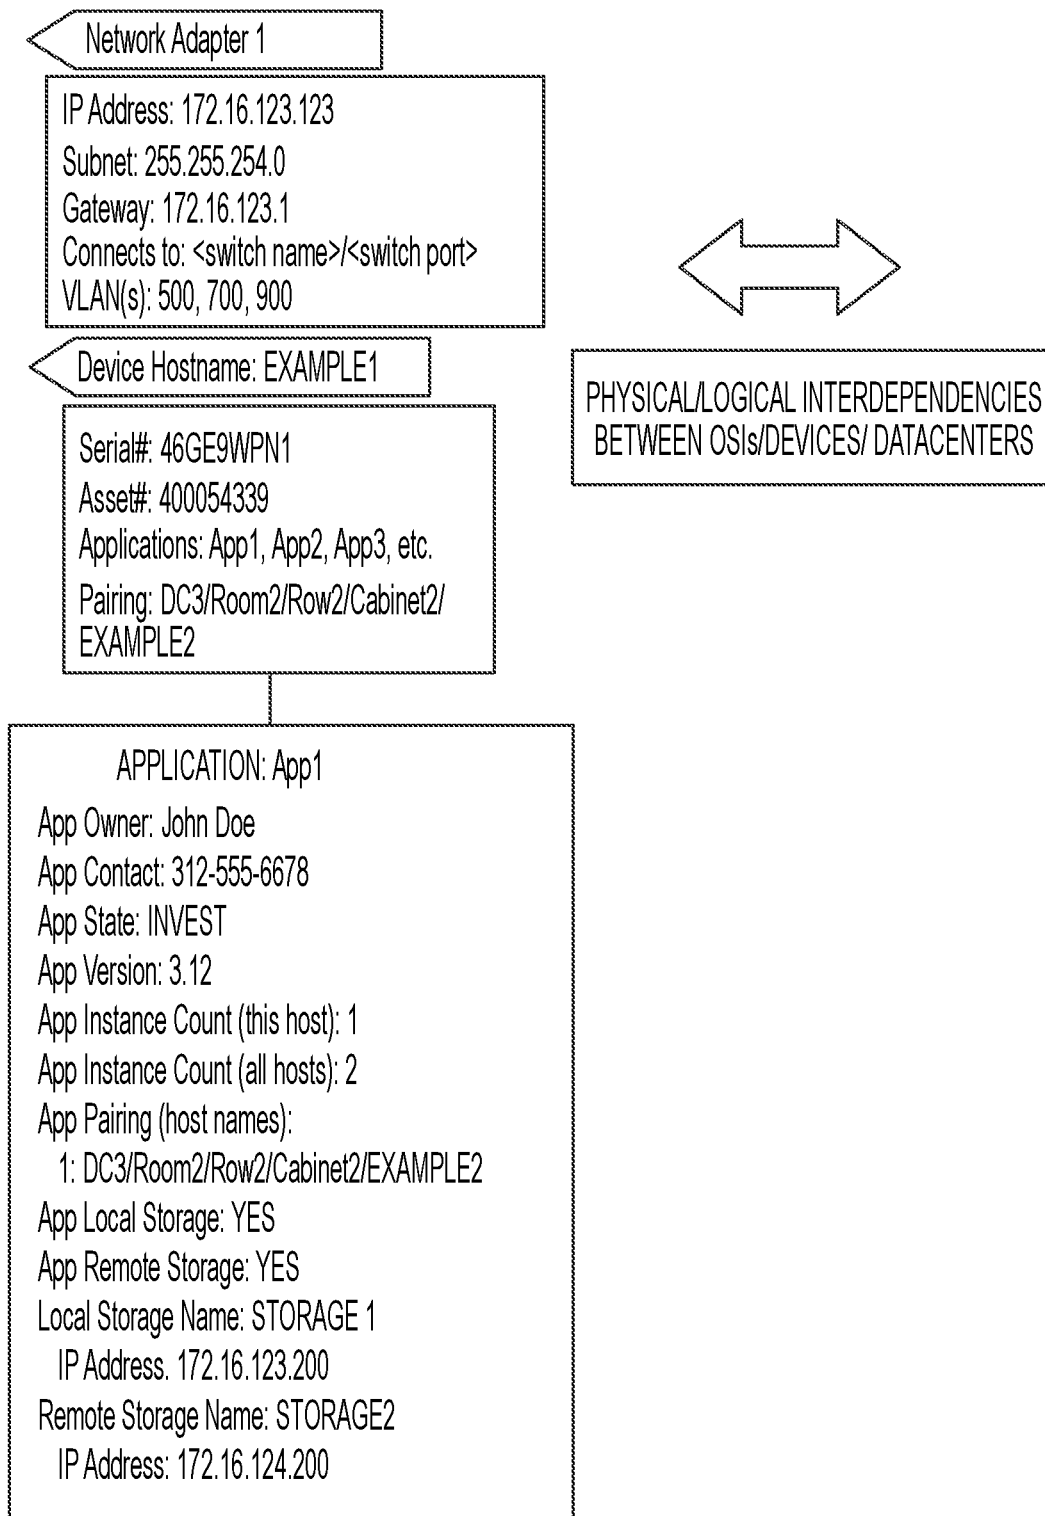 Network Adapter 1
IP Address: 172.16.123.123
Subnet: 255.255.254.0
Gateway: 172.16.123.1
Connects to: <switch name>/<switch port>
VLAN(s): 500, 700, 900
Device Hostname: EXAMPLE1
Serial#: 46GE9WPN1
Asset#: 400054339
Applications: App1, App2, App3, etc.
Pairing: DC3/Room2/Row2/Cabinet2/
EXAMPLE2
PHYSICAL/LOGICAL INTERDEPENDENCIES
BETWEEN OSIs/DEVICES/ DATACENTERS
APPLICATION: App1
App Owner: John Doe
App Contact: 312-555-6678
App State: INVEST
App Version: 3.12
App Instance Count (this host): 1
App Instance Count (all hosts): 2
App Pairing (host names):
1: DC3/Room2/Row2/Cabinet2/EXAMPLE2
App Local Storage: YES
App Remote Storage: YES
Local Storage Name: STORAGE 1
IP Address. 172.16.123.200
Remote Storage Name: STORAGE2
IP Address: 172.16.124.200